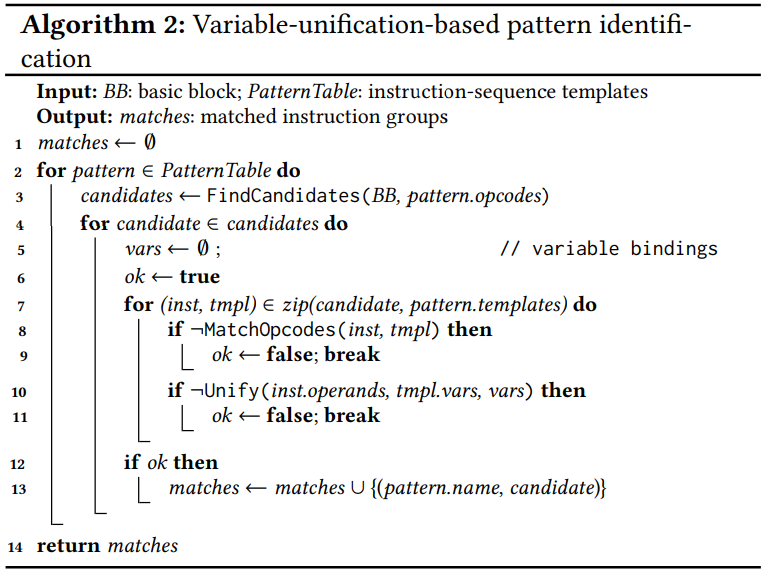 Algorithm 2: Variable-unification-based pattern identifi-
cation
Input: BB: basic block; PatternTable: instruction-sequence templates
Output: matches: matched instruction groups
1 matches ← ∅
2 for pattern ∈ PatternTable do
3 candidates ← FindCandidates(BB, pattern.opcodes)
4 for candidate ∈ candidates do
5 vars ← ∅ ; // variable bindings
6 ok ← true
7 for (inst, tmpl) ∈ zip(candidate, pattern.templates) do
8 if ¬MatchOpcodes(inst, tmpl) then
9 ok ← false; break
10 if ¬Unify(inst.operands, tmpl.vars, vars) then
11 ok ← false; break
12 if ok then
13 matches ← matches ∪ {(pattern.name, candidate)}
14 return matches